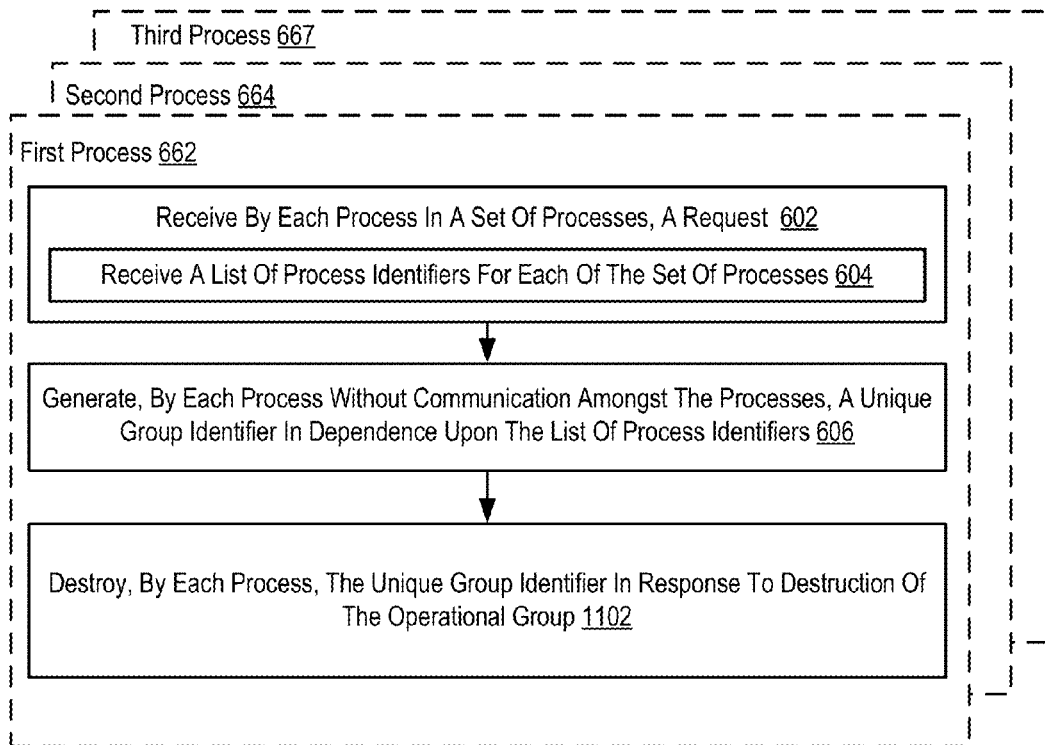 Third Process 667
Second Process 664
First Process 662
Receive By Each Process In A Set Of Processes, A Request 602
Receive A List Of Process Identifiers For Each Of The Set Of Processes 604
Generate, By Each Process Without Communication Amongst The Processes, A Unique
Group Identifier In Dependence Upon The List Of Process Identifiers 606
Destroy, By Each Process, The Unique Group Identifier In Response To Destruction Of
The Operational Group 1102